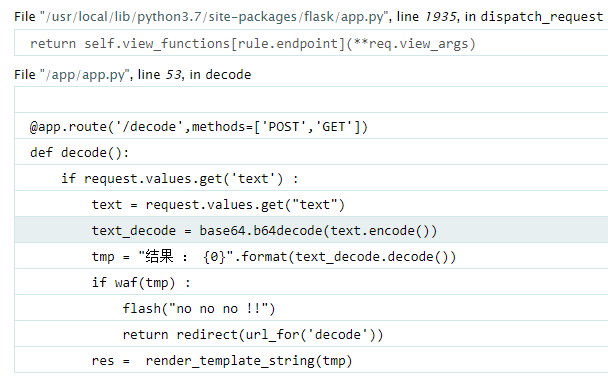 File "/usr/local/lib/python3.7/site-packages/flask/app.py", line 1935, in dispatch_request
return self.view_functions[rule.endpoint](**req.view_args)
File "/app/app.py", line 53, in decode
@app.route('/decode',methods=['POST','GET'])
def decode():
    if request.values.get('text') :
        text = request.values.get("text")
        text_decode = base64.b64decode(text.encode())
        tmp = "结果 ： {0}".format(text_decode.decode())
        if waf(tmp) :
            flash("no no no !!")
            return redirect(url_for('decode'))
        res =  render_template_string(tmp)